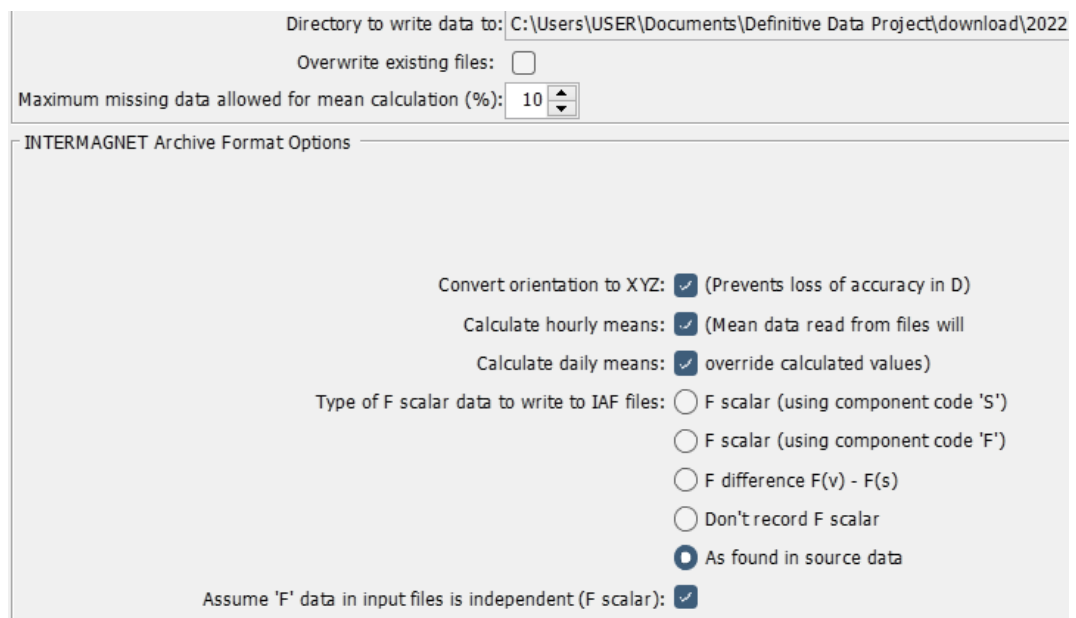 Directory to write data to: C:\Users\USER\Documents\Definitive Data Project\download\2022
Overwrite existing files:
Maximum missing data allowed for mean calculation (%): 10
INTERMAGNET Archive Format Options
Convert orientation to XYZ: (Prevents loss of accuracy in D)
Calculate hourly means: (Mean data read from files will
Calculate daily means: override calculated values)
Type of F scalar data to write to IAF files: F scalar (using component code 'S')
F scalar (using component code 'F')
F difference F(v) - F(s)
Don't record F scalar
As found in source data
Assume 'F' data in input files is independent (F scalar):